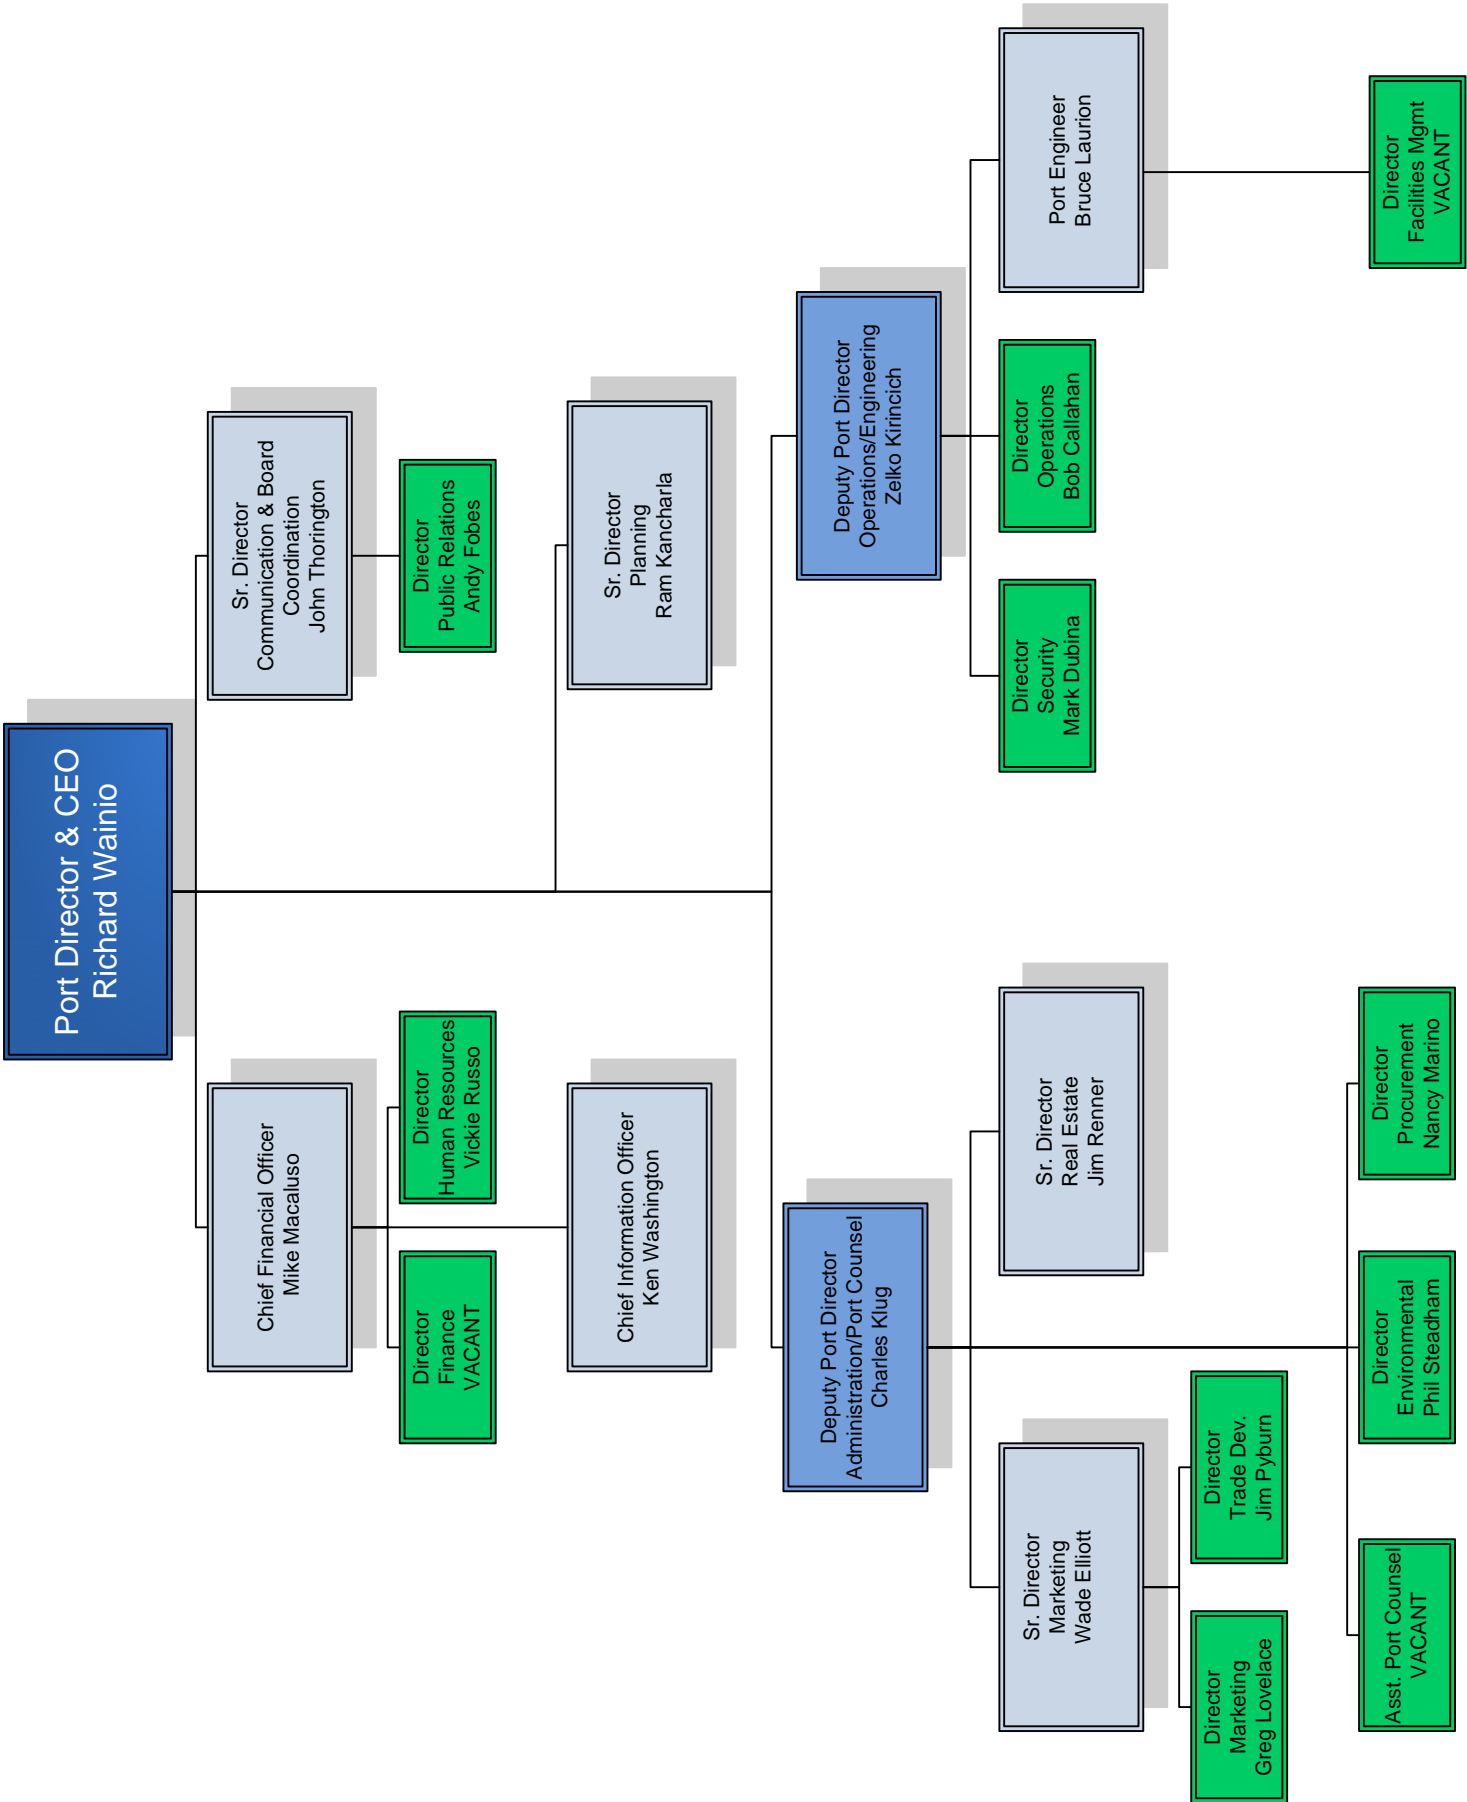 Port Director & CEO
Richard Wainio
Chief Financial Officer
Mike Macaluso
Sr. Director
Communication & Board
Coordination
John Thorington
Director
Finance
VACANT
Director
Human Resources
Vickie Russo
Director
Public Relations
Andy Fobes
Chief Information Officer
Ken Washington
Sr. Director
Planning
Ram Kancharla
Deputy Port Director
Administration/Port Counsel
Charles Klug
Deputy Port Director
Operations/Engineering
Zelko Kirincich
Sr. Director
Marketing
Wade Elliott
Sr. Director
Real Estate
Jim Renner
Director
Security
Mark Dubina
Director
Operations
Bob Callahan
Port Engineer
Bruce Laurion
Director
Marketing
Greg Lovelace
Director
Trade Dev.
Jim Pyburn
Asst. Port Counsel
VACANT
Director
Environmental
Phil Steadham
Director
Procurement
Nancy Marino
Director
Facilities Mgmt
VACANT